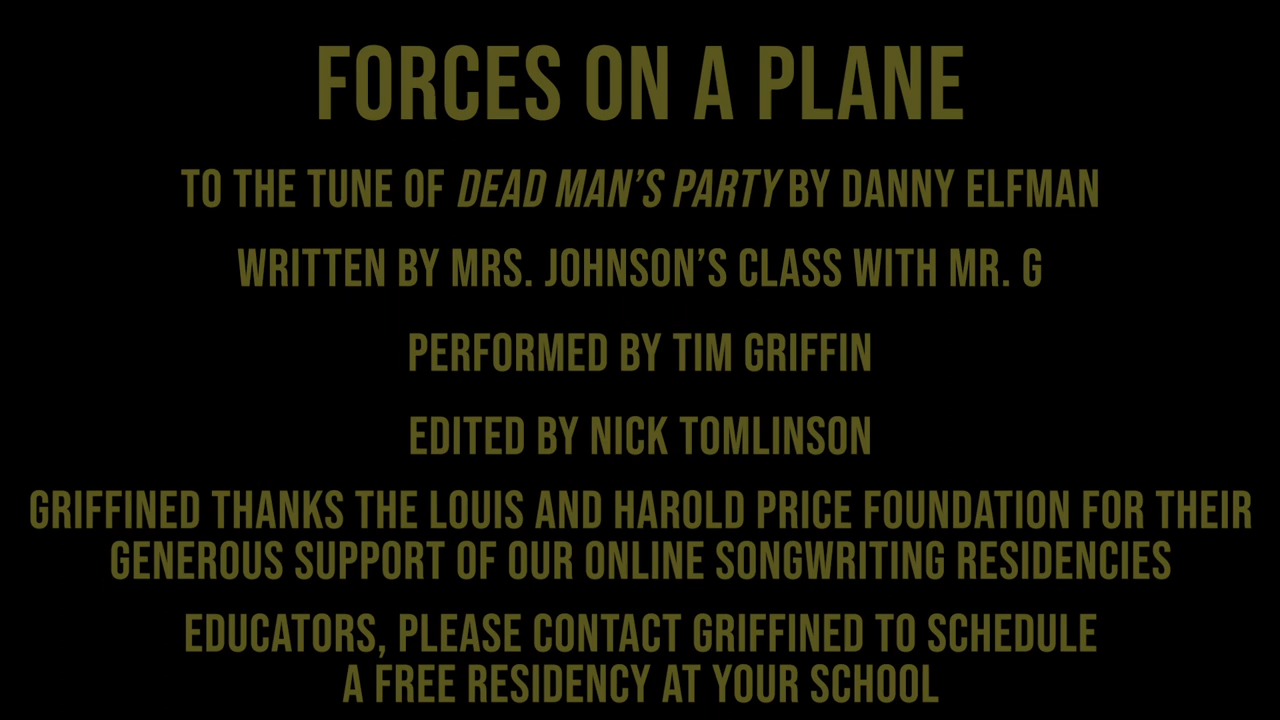 FORCES ON A PLANE
TO THE TUNE OF DEAD MAN'S PARTY BY DANNY ELFMAN
WRITTEN BY MRS. JOHNSON'S CLASS WITH MR. G
PERFORMED BY TIM GRIFFIN
EDITED BY NICK TOMLINSON
GRIFFINED THANKS THE LOUIS AND HAROLD PRICE FOUNDATION FOR THEIR
GENEROUS SUPPORT OF OUR ONLINE SONGWRITING RESIDENCIES
EDUCATORS, PLEASE CONTACT GRIFFINED TO SCHEDULE
A FREE RESIDENCY AT YOUR SCHOOL